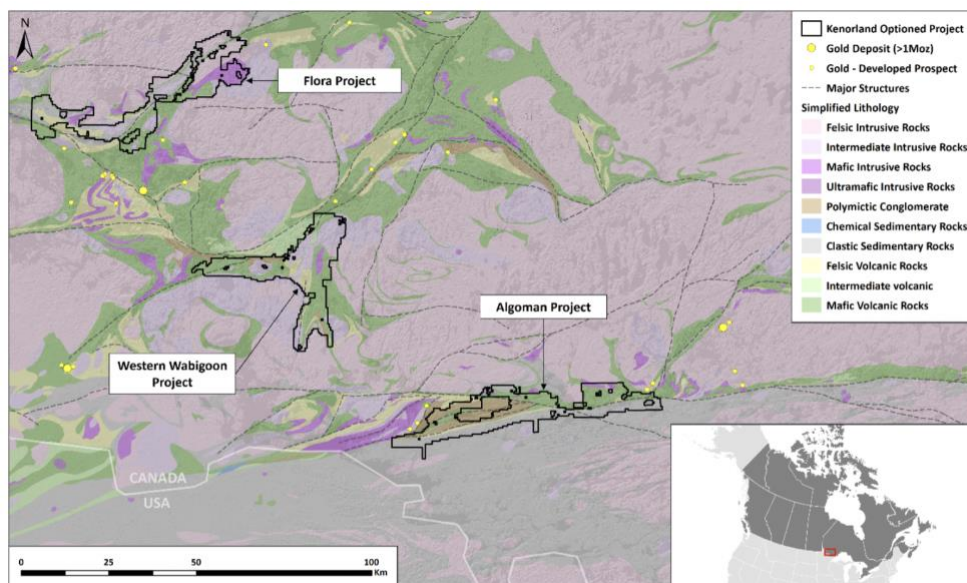 N
Flora Project
Western Wabigoon
Project
Algoman Project
CANADA
USA
0
25
50
100
Km
Kenorland Optioned Project
Gold Deposit (>1Moz)
Gold - Developed Prospect
Major Structures
Simplified Lithology
Felsic Intrusive Rocks
Intermediate Intrusive Rocks
Mafic Intrusive Rocks
Ultramafic Intrusive Rocks
Polymictic Conglomerate
Chemical Sedimentary Rocks
Clastic Sedimentary Rocks
Felsic Volcanic Rocks
Intermediate volcanic
Mafic Volcanic Rocks